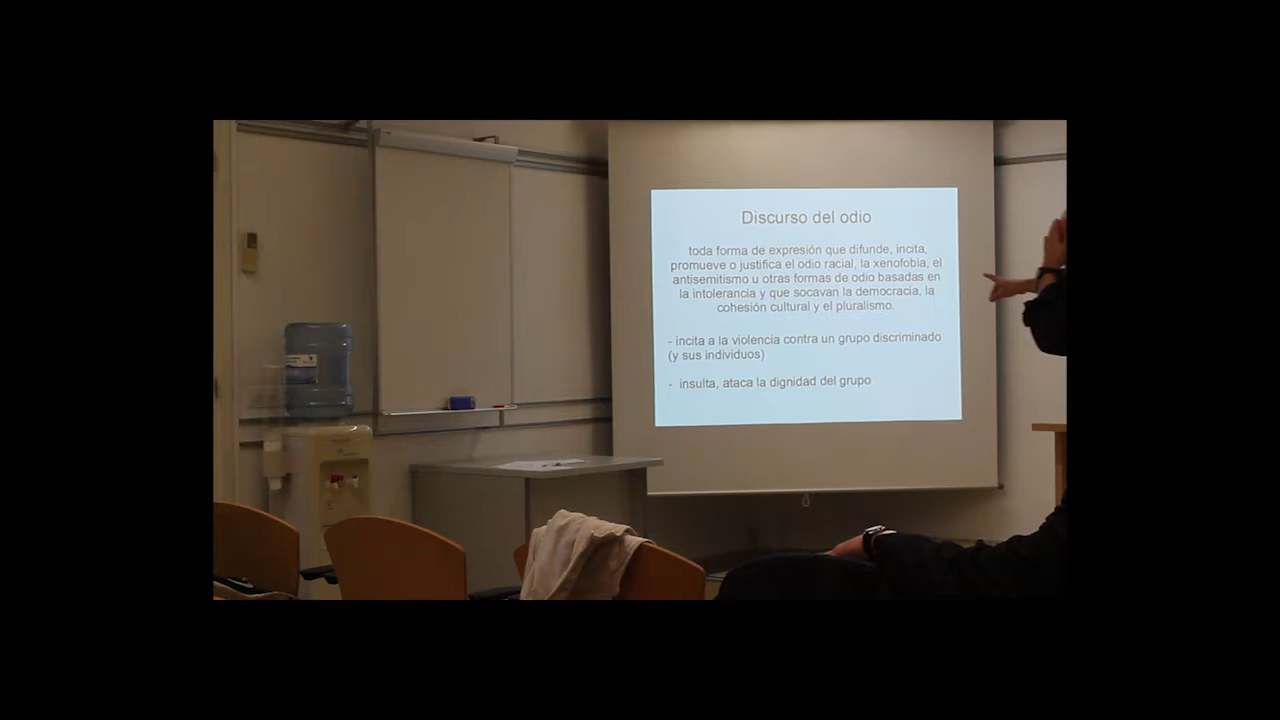 Discurso del odio
toda forma de expresión que difunde, incita,
promueve o justifica el odio racial, la xenofobia, el
antisemitismo u otras formas de odio basadas en
la intolerancia y que socavan la democracia, la
cohesión cultural y el pluralismo.
- incita a la violencia contra un grupo discriminado
(y sus individuos)
- insulta, ataca la dignidad del grupo